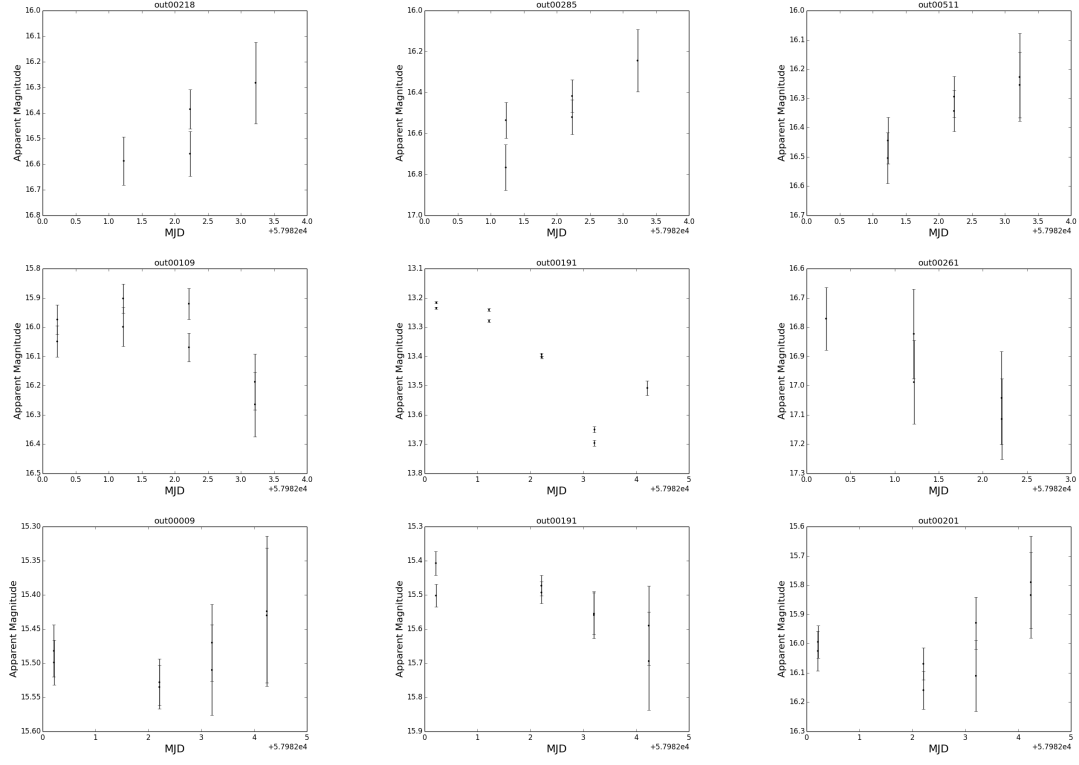 out00218
16.0
16.1
16.2
16.3
16.4
16.5
16.6
16.7
16.8
Apparent Magnitude
0.0 0.5 1.0 1.5 2.0 2.5 3.0 3.5 4.0
MJD
+5.7982e4
out00285
16.0
16.2
16.4
16.6
16.8
17.0
Apparent Magnitude
0.0 0.5 1.0 1.5 2.0 2.5 3.0 3.5 4.0
MJD
+5.7982e4
out00511
16.0
16.1
16.2
16.3
16.4
16.5
16.6
16.7
Apparent Magnitude
0.0 0.5 1.0 1.5 2.0 2.5 3.0 3.5 4.0
MJD
+5.7982e4
out00109
15.8
15.9
16.0
16.1
16.2
16.3
16.4
16.5
Apparent Magnitude
0.0 0.5 1.0 1.5 2.0 2.5 3.0 3.5 4.0
MJD
+5.7982e4
out00191
13.1
13.2
13.3
13.4
13.5
13.6
13.7
13.8
Apparent Magnitude
0 1 2 3 4 5
MJD
+5.7982e4
out00261
16.6
16.7
16.8
16.9
17.0
17.1
17.2
17.3
Apparent Magnitude
0.0 0.5 1.0 1.5 2.0 2.5 3.0
MJD
+5.7982e4
out00009
15.30
15.35
15.40
15.45
15.50
15.55
15.60
Apparent Magnitude
0 1 2 3 4 5
MJD
+5.7982e4
out00191
15.3
15.4
15.5
15.6
15.7
15.8
15.9
Apparent Magnitude
0 1 2 3 4 5
MJD
+5.7982e4
out00201
15.6
15.7
15.8
15.9
16.0
16.1
16.2
16.3
Apparent Magnitude
0 1 2 3 4 5
MJD
+5.7982e4